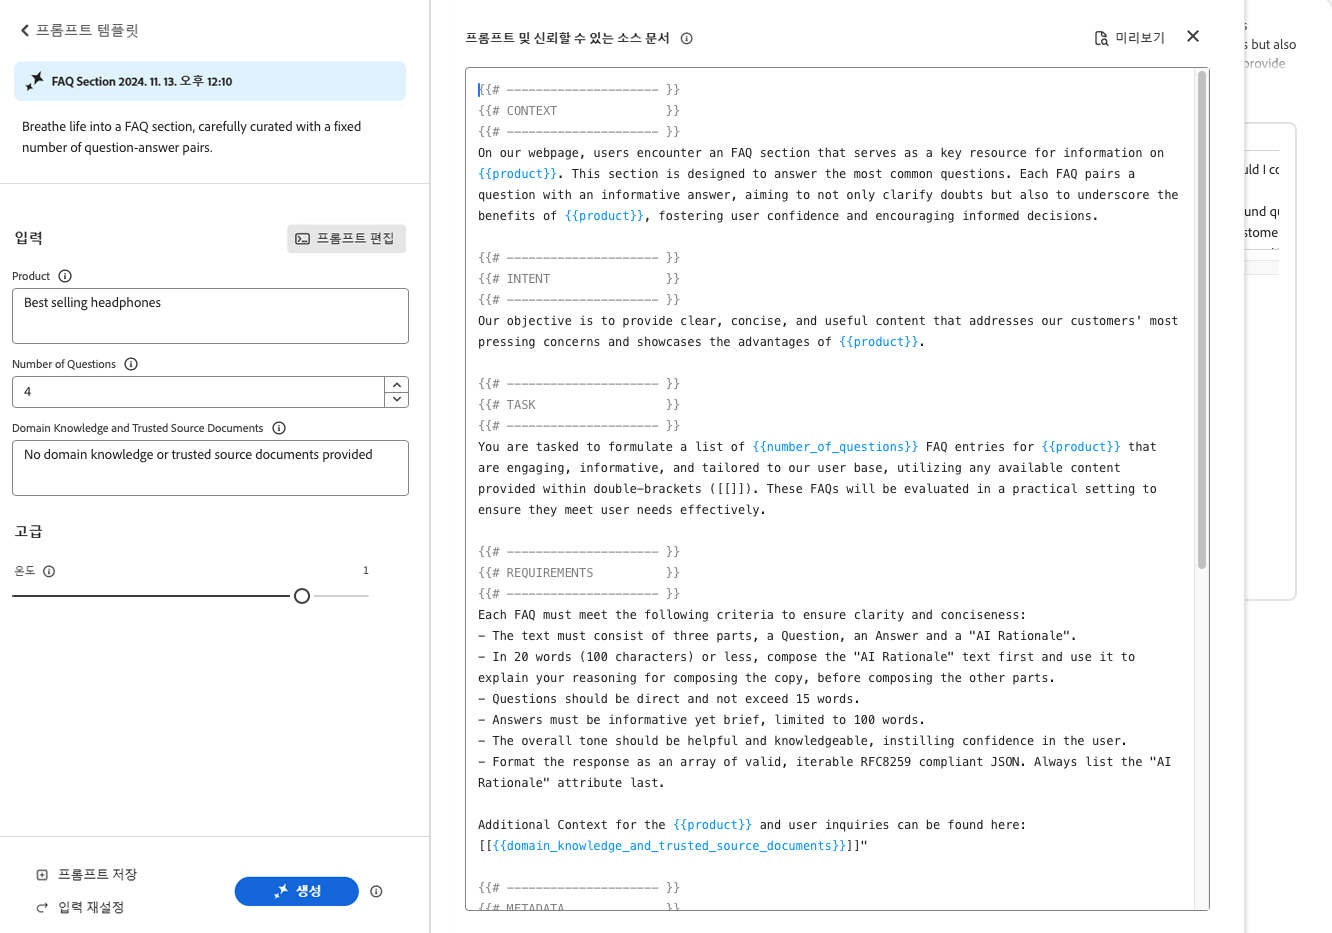 프롬프트 템플릿
FAQ Section 2024. 11. 13. 오후 12:10
Breathe life into a FAQ section, carefully curated with a fixed
number of question-answer pairs.
입력
프롬프트 편집
Product
Best selling headphones
Number of Questions
4
Domain Knowledge and Trusted Source Documents
No domain knowledge or trusted source documents provided
고급
온도
1
프롬프트 저장
입력 재설정
생성
프롬프트 및 신뢰할 수 있는 소스 문서
미리보기
{{# --------------------- }}
{{# CONTEXT }}
{{# --------------------- }}
On our webpage, users encounter an FAQ section that serves as a key resource for information on
{{product}}. This section is designed to answer the most common questions. Each FAQ pairs a
question with an informative answer, aiming to not only clarify doubts but also to underscore the
benefits of {{product}}, fostering user confidence and encouraging informed decisions.
{{# --------------------- }}
{{# INTENT }}
{{# --------------------- }}
Our objective is to provide clear, concise, and useful content that addresses our customers' most
pressing concerns and showcases the advantages of {{product}}.
{{# --------------------- }}
{{# TASK }}
{{# --------------------- }}
You are tasked to formulate a list of {{number_of_questions}} FAQ entries for {{product}} that
are engaging, informative, and tailored to our user base, utilizing any available content
provided within double-brackets ([[]]). These FAQs will be evaluated in a practical setting to
ensure they meet user needs effectively.
{{# --------------------- }}
{{# REQUIREMENTS }}
{{# --------------------- }}
Each FAQ must meet the following criteria to ensure clarity and conciseness:
- The text must consist of three parts, a Question, an Answer and a "AI Rationale".
- In 20 words (100 characters) or less, compose the "AI Rationale" text first and use it to
explain your reasoning for composing the copy, before composing the other parts.
- Questions should be direct and not exceed 15 words.
- Answers must be informative yet brief, limited to 100 words.
- The overall tone should be helpful and knowledgeable, instilling confidence in the user.
- Format the response as an array of valid, iterable RFC8259 compliant JSON. Always list the "AI
Rationale" attribute last.
Additional Context for the {{product}} and user inquiries can be found here:
[[{{domain_knowledge_and_trusted_source_documents}}]]"
{{# --------------------- }}
{{# METADATA }}
s but also
provide